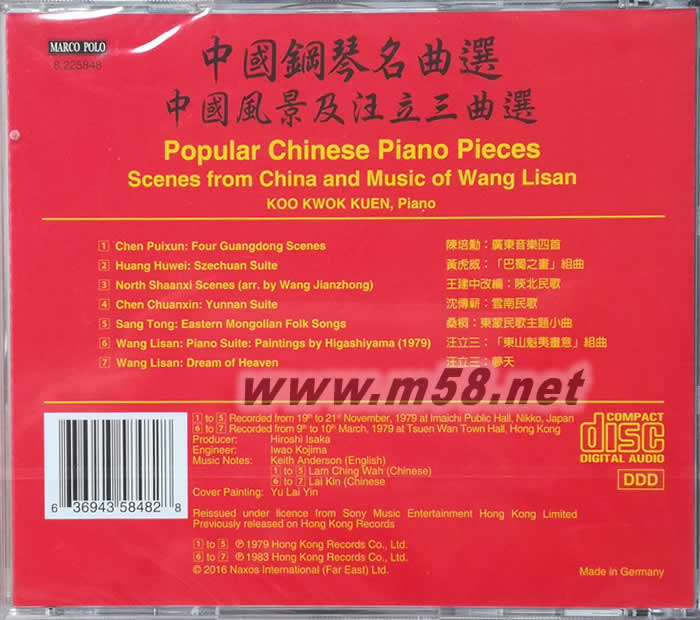 MARCO POLO
8.225848
中國鋼琴名曲選
中國風景及汪立三曲選
Popular Chinese Piano Pieces
Scenes from China and Music of Wang Lisan
KOO KWOK KUEN, Piano
1 Chen Puixun: Four Guangdong Scenes 陳培勳：廣東音樂四首
2 Huang Huwei: Szechuan Suite 黃虎威：「巴蜀之畫」組曲
3 North Shaanxi Scenes (arr. by Wang Jianzhong) 王建中改編：陝北民歌
4 Chen Chuanxin: Yunnan Suite 沈傳薪：雲南民歌
5 Sang Tong: Eastern Mongolian Folk Songs 桑桐：東蒙民歌主題小曲
6 Wang Lisan: Piano Suite: Paintings by Higashiyama (1979) 汪立三：「東山魁夷畫意」組曲
7 Wang Lisan: Dream of Heaven 汪立三：夢天
www.m58.net
1 to 5 Recorded from 19th to 21st November, 1979 at Imaichi Public Hall, Nikko, Japan
6 to 7 Recorded from 9th to 10th March, 1979 at Tsuen Wan Town Hall, Hong Kong
Producer: Hiroshi Isaka
Engineer: Iwao Kojima
Music Notes: Keith Anderson (English)
1 to 5 Lam Ching Wah (Chinese)
6 to 7 Lai Kin (Chinese
Cover Painting: Yu Lai Yin
COMPACT
disc
DIGITAL AUDIO
DDD
6 36943 58482 8
Reissued under licence from Sony Music Entertainment Hong Kong Limited
Previously released on Hong Kong Records
1 to 5 ℗ 1979 Hong Kong Records Co., Ltd.
6 to 7 ℗ 1983 Hong Kong Records Co., Ltd.
© 2016 Naxos International (Far East) Ltd.
Made in Germany